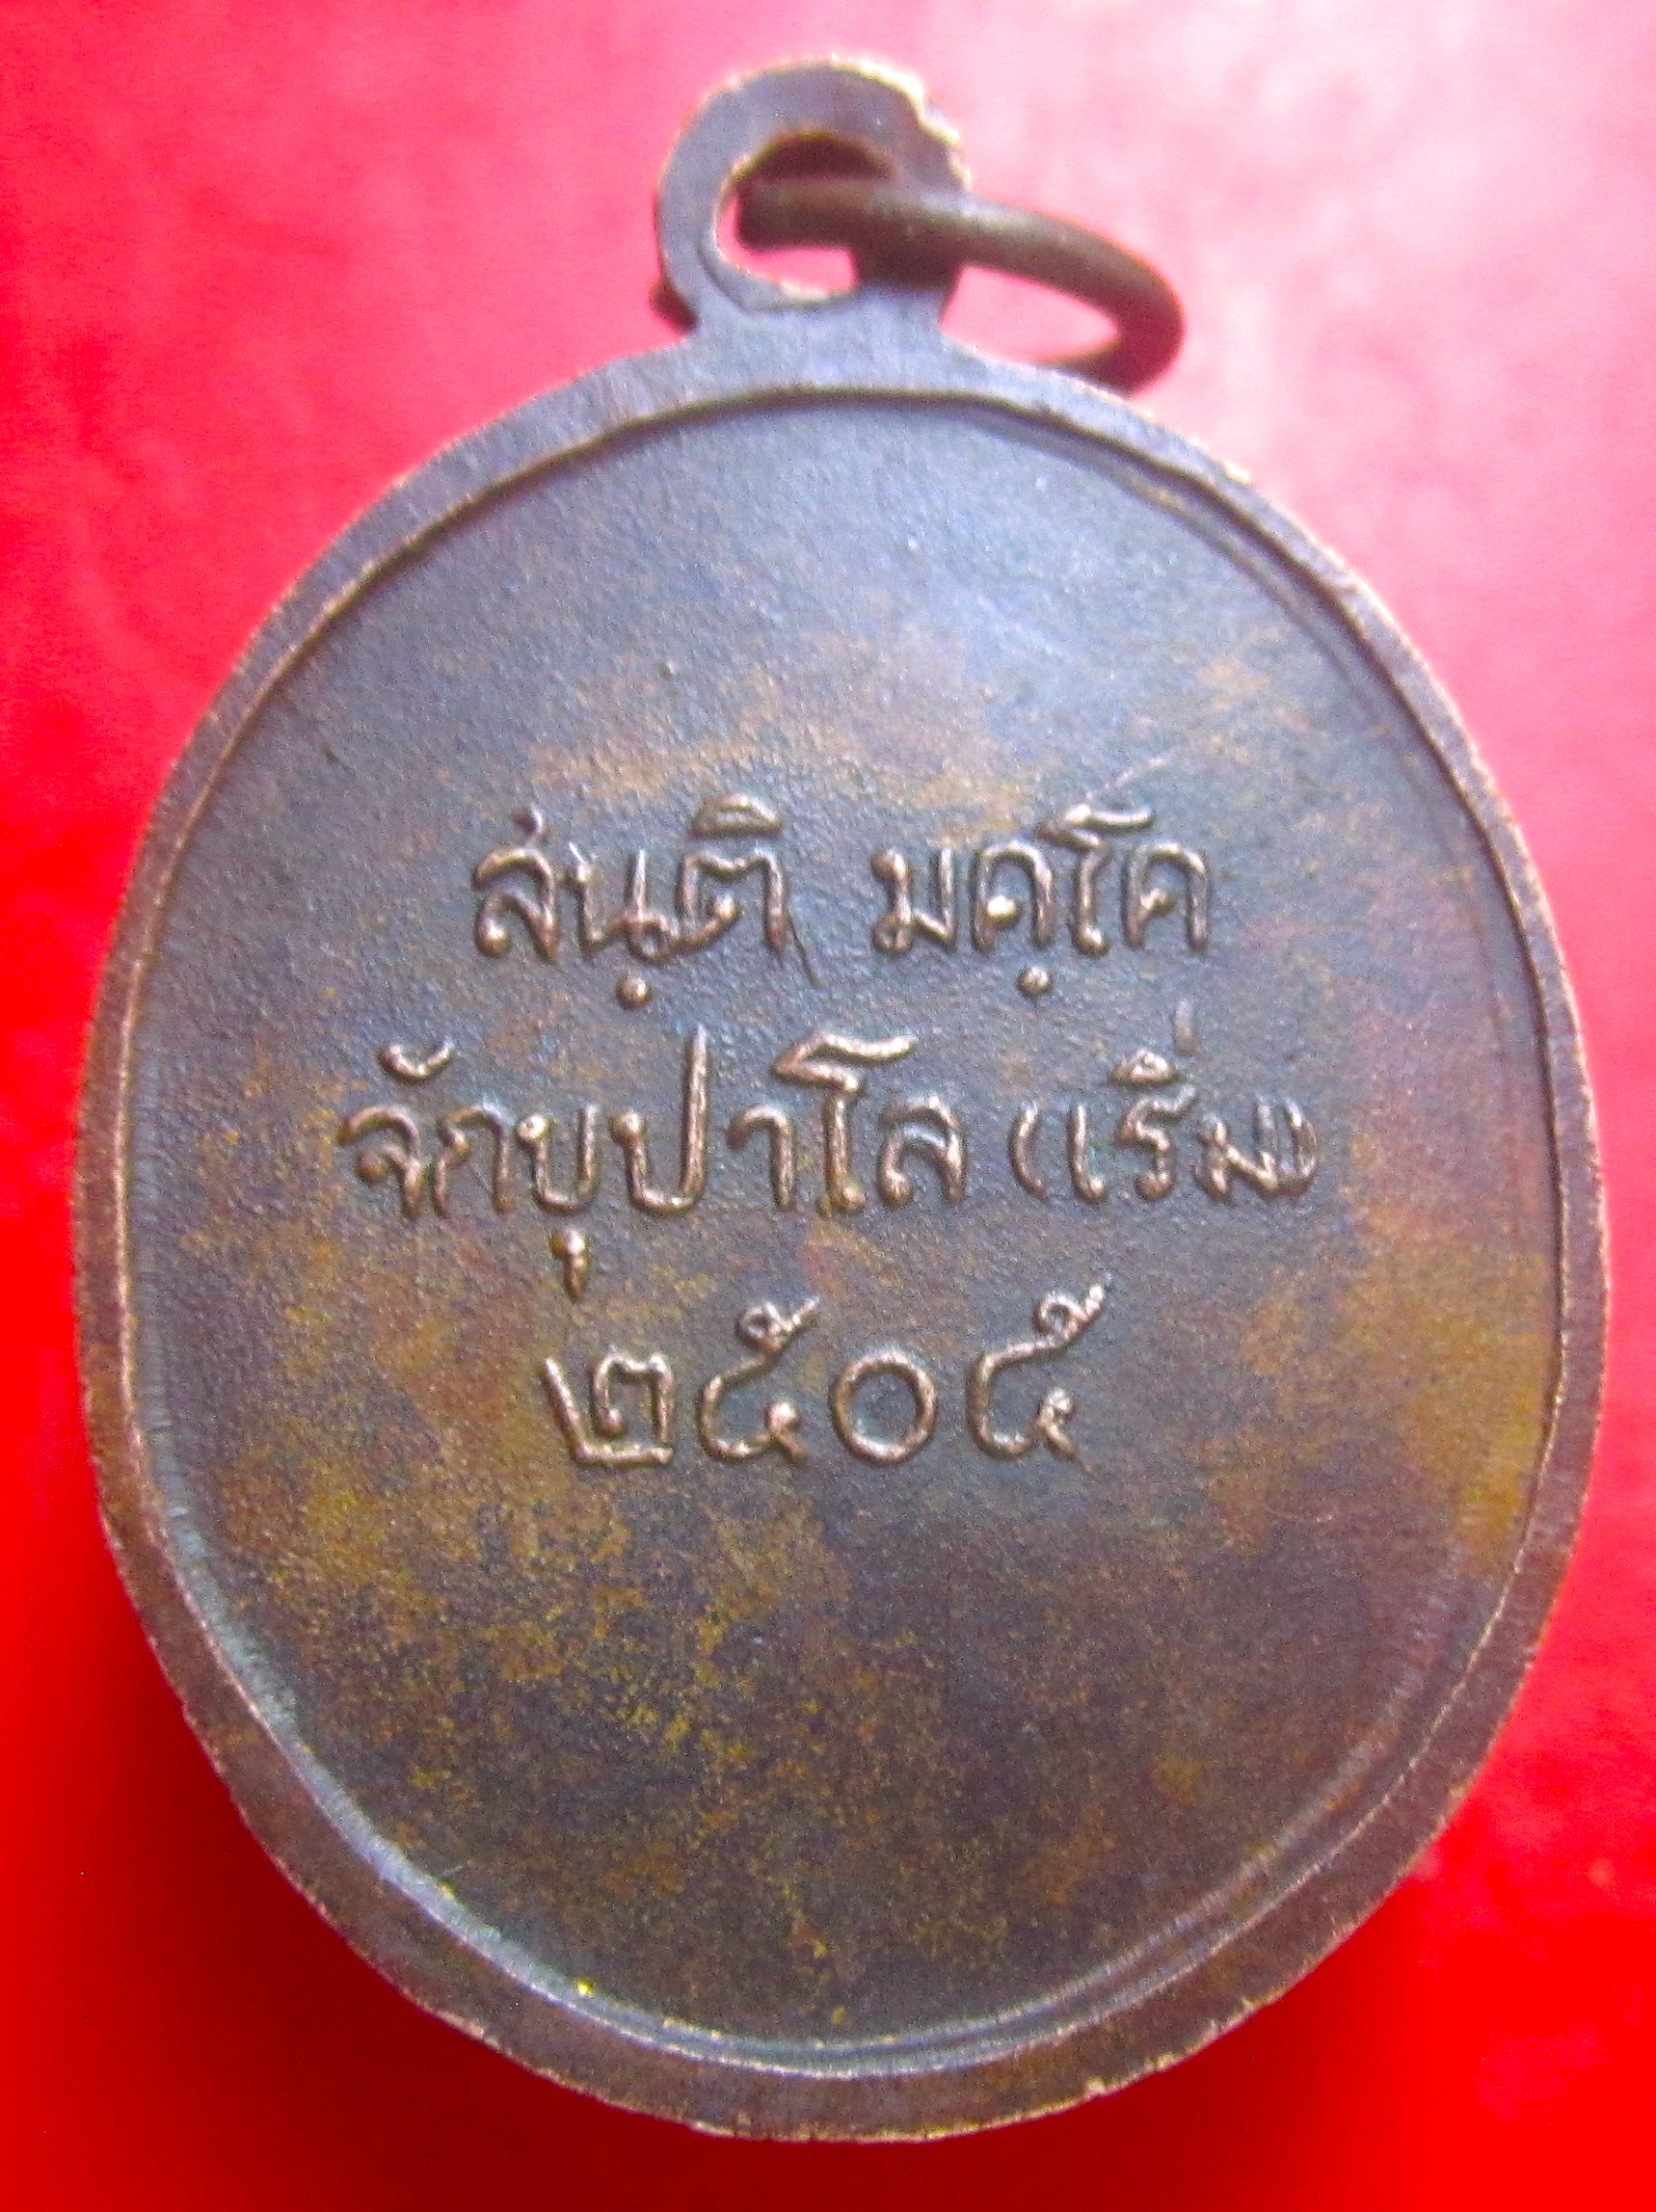 สนฺติ มคฺโค
จักขุปาโล (เริ่ม)
๒๕๐๕